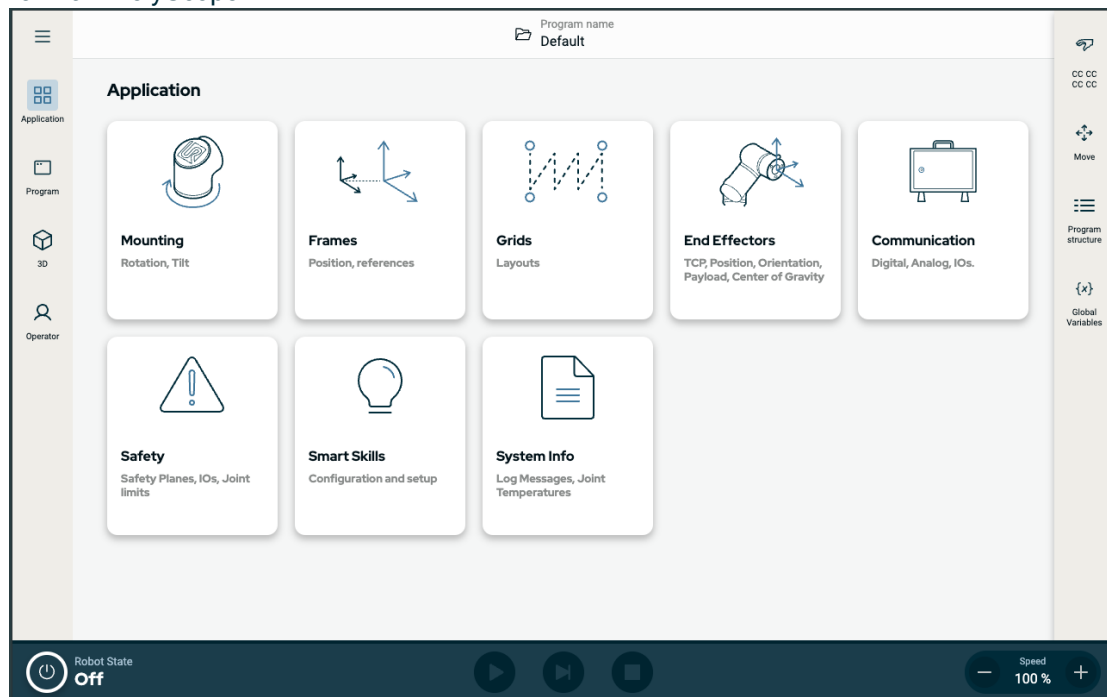 Program name
Default
Application
Program
3D
Operator
Application
Mounting
Rotation, Tilt
Frames
Position, references
Grids
Layouts
End Effectors
TCP, Position, Orientation,
Payload, Center of Gravity
Communication
Digital, Analog, IOs.
Safety
Safety Planes, IOs, Joint
limits
Smart Skills
Configuration and setup
System Info
Log Messages, Joint
Temperatures
CC CC
CC CC
Move
Program
structure
{x}
Global
Variables
Robot State
Off
Speed
100 %